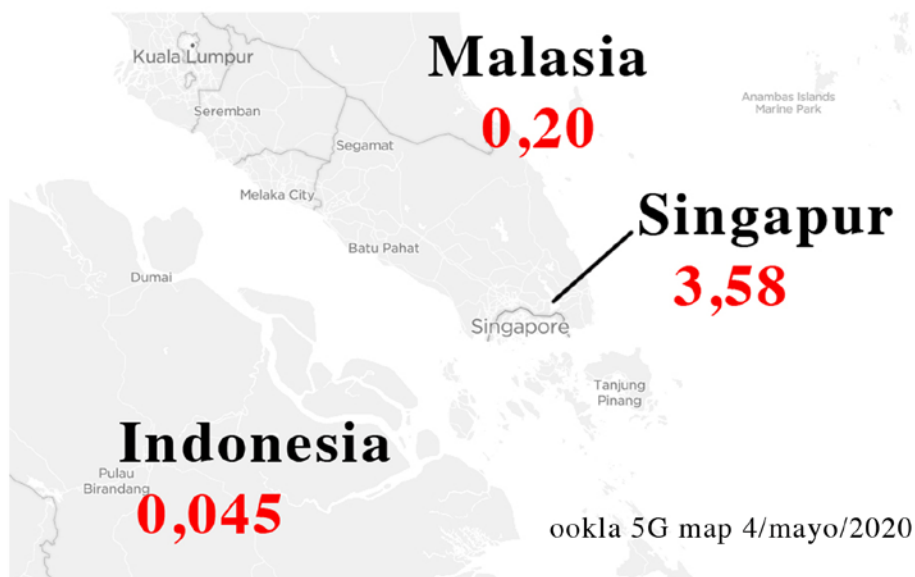 Malasia
0,20
Kuala Lumpur
Anambas Islands
Marine Park
Seremban
Segamat
Melaka City
Singapur
3,58
Batu Pahat
Dumai
Singapore
Tanjung
Pinang
Indonesia
0,045
Pulau
Birandang
ookla 5G map 4/mayo/2020